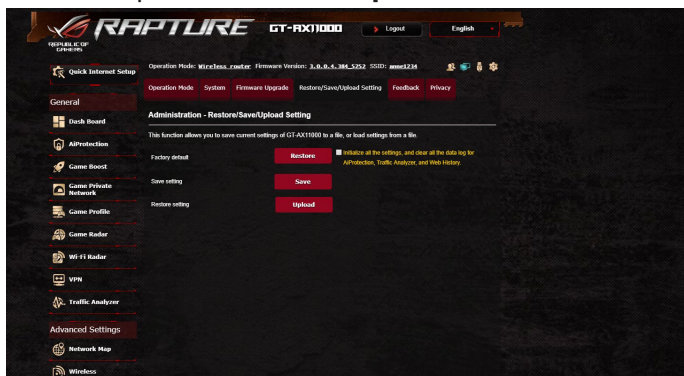 RAPTURE GT-AX11000 Logout English
REPUBLIC OF
GAMERS
Operation Mode: Wireless router Firmware Version: 3.0.0.4.384_5252 SSID: anne1234
Quick Internet Setup
Operation Mode System Firmware Upgrade Restore/Save/Upload Setting Feedback Privacy
General
Administration - Restore/Save/Upload Setting
Dash Board
This function allows you to save current settings of GT-AX11000 to a file, or load settings from a file.
AiProtection
Factory default Restore Initialize all the settings, and clear all the data log for
AiProtection, Traffic Analyzer, and Web History.
Game Boost
Save setting Save
Game Private
Network
Restore setting Upload
Game Profile
Game Radar
Wi-Fi Radar
VPN
Traffic Analyzer
Advanced Settings
Network Map
Wireless